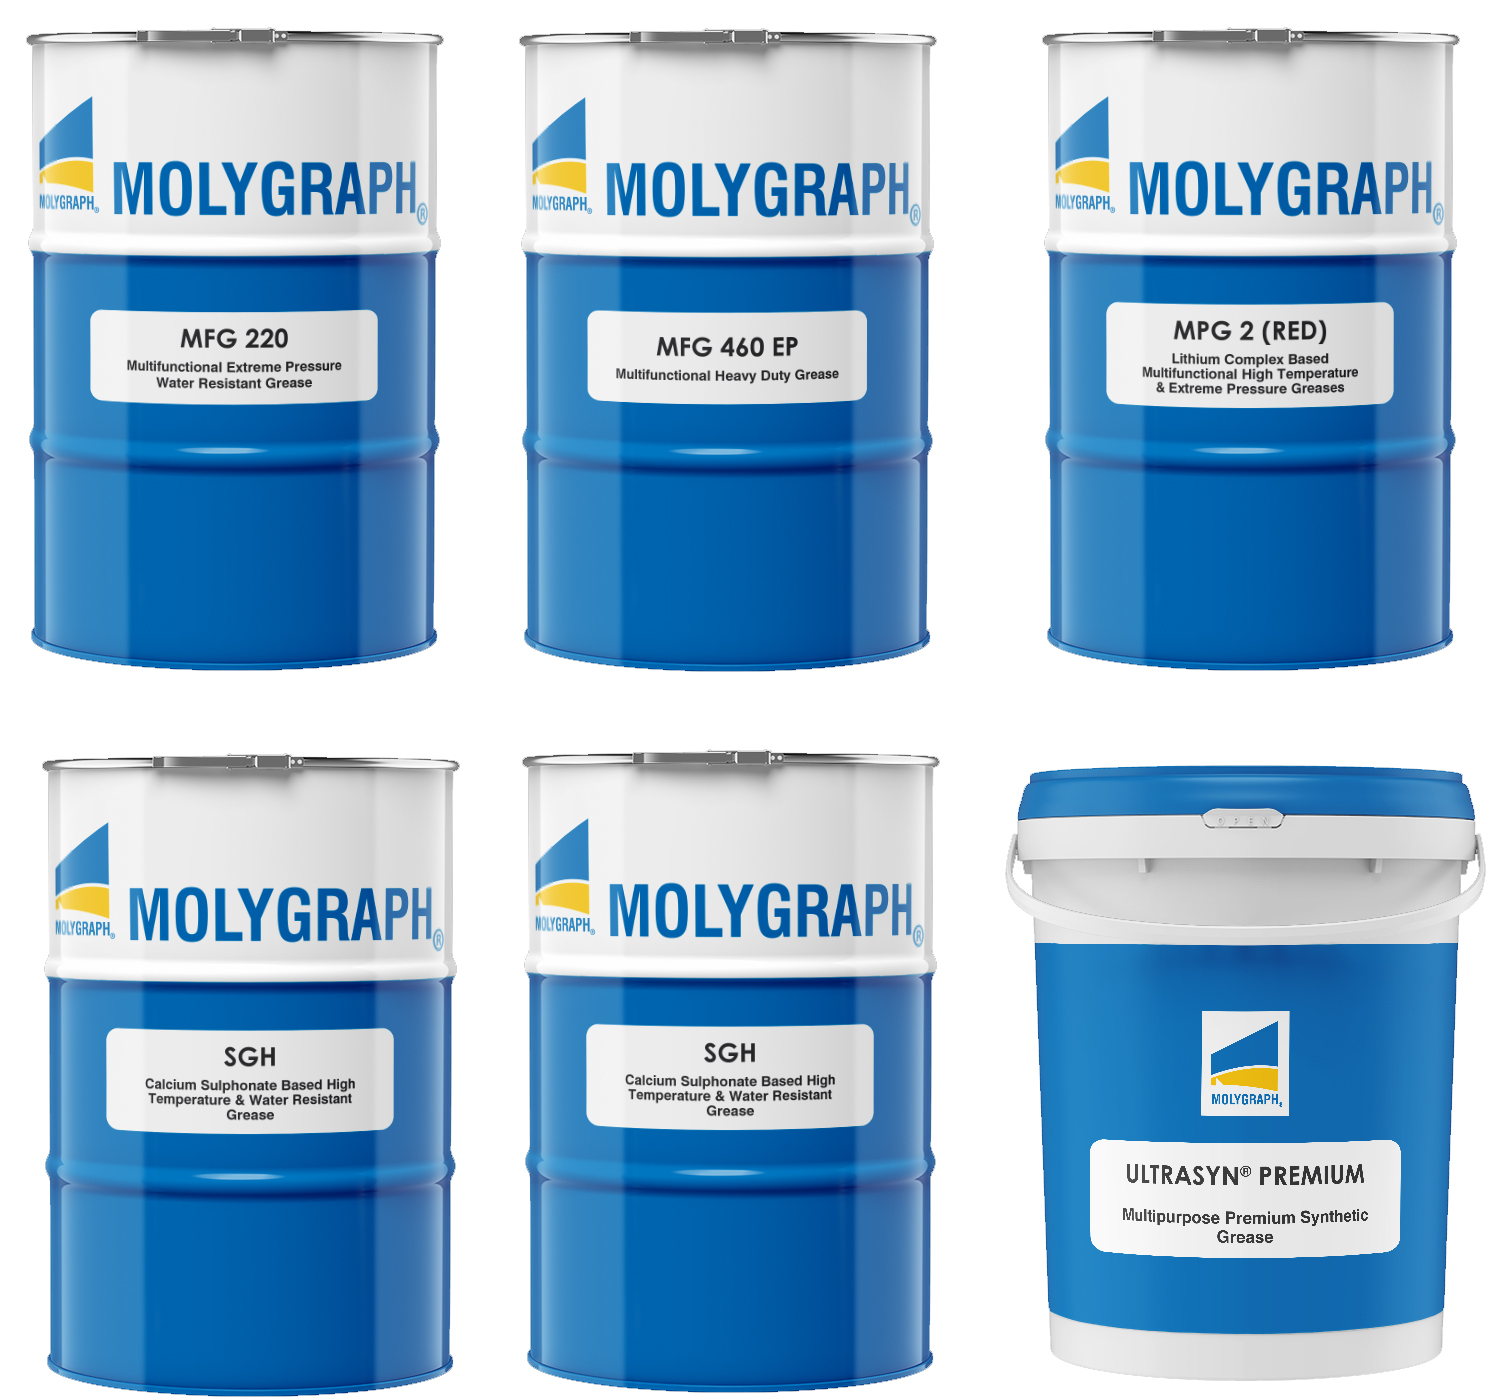 MOLYGRAPH®
MOLYGRAPH®
MFG 220
Multifunctional Extreme Pressure
Water Resistant Grease
MOLYGRAPH®
MOLYGRAPH®
MFG 460 EP
Multifunctional Heavy Duty Grease
MOLYGRAPH®
MOLYGRAPH®
MPG 2 (RED)
Lithium Complex Based
Multifunctional High Temperature
& Extreme Pressure Greases
MOLYGRAPH®
MOLYGRAPH®
SGH
Calcium Sulphonate Based High
Temperature & Water Resistant
Grease
MOLYGRAPH®
MOLYGRAPH®
SGH
Calcium Sulphonate Based High
Temperature & Water Resistant
Grease
OPEN
MOLYGRAPH®
ULTRASYN® PREMIUM
Multipurpose Premium Synthetic
Grease